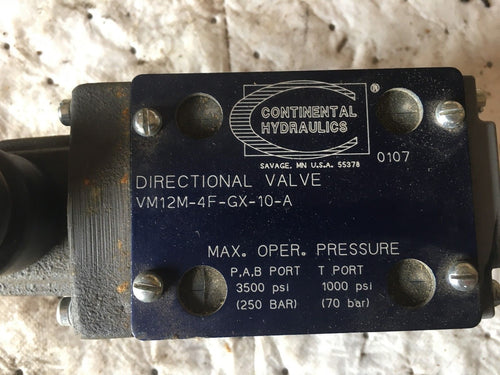 CONTINENTAL
HYDRAULICS
®
SAVAGE, MN U.S.A. 55378
0107
DIRECTIONAL VALVE
VM12M-4F-GX-10-A
MAX. OPER. PRESSURE
P,A,B PORT T PORT
3500 psi 1000 psi
(250 BAR) (70 bar)